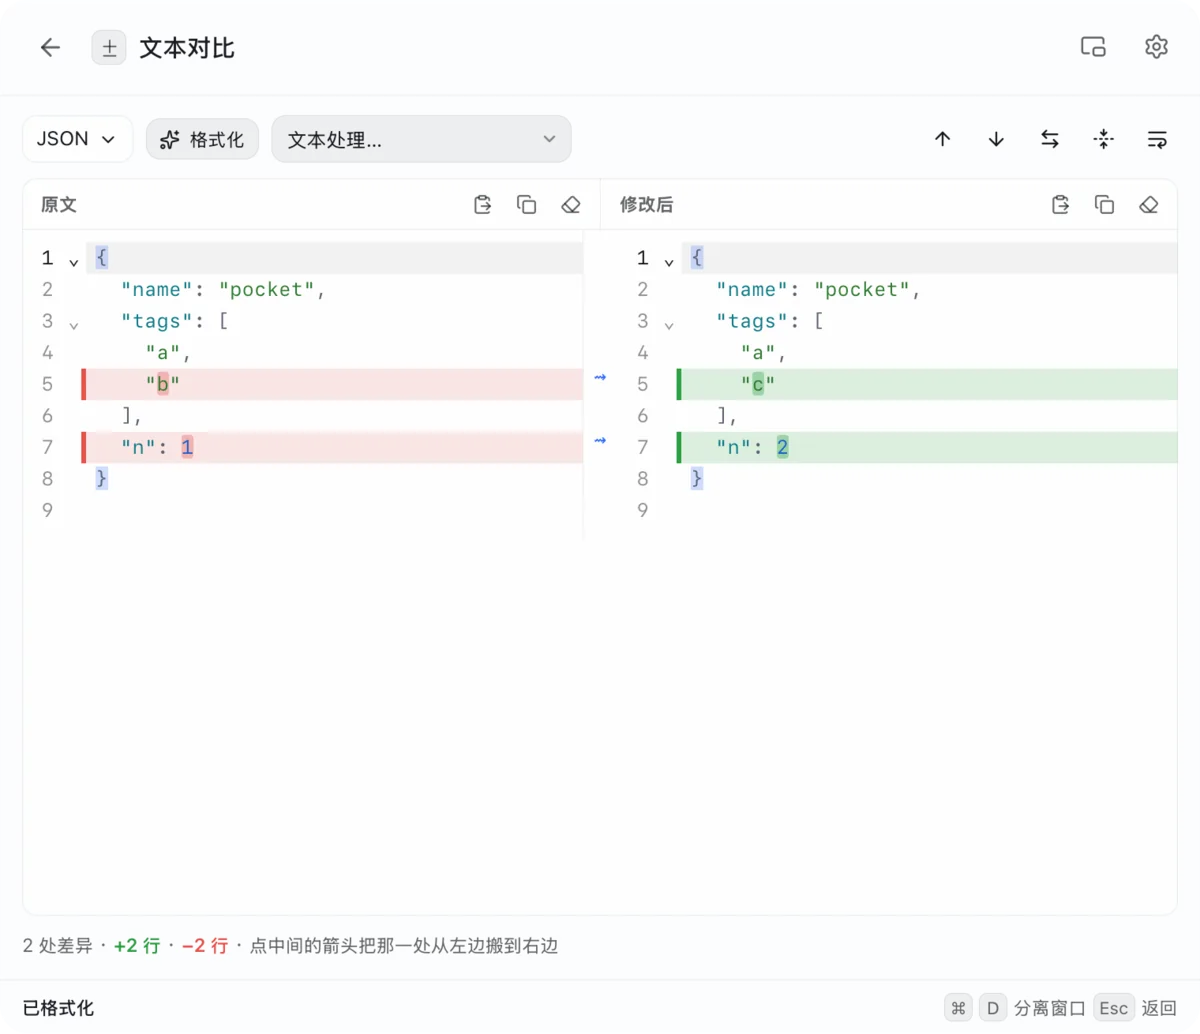 ± 文本对比
JSON 格式化 文本处理...
原文
1 {
2 "name": "pocket",
3 "tags": [
4 "a",
5 "b"
6 ],
7 "n": 1
8 }
9
修改后
1 {
2 "name": "pocket",
3 "tags": [
4 "a",
5 "c"
6 ],
7 "n": 2
8 }
9
2 处差异 · +2 行 · −2 行 · 点中间的箭头把那一处从左边搬到右边
已格式化
⌘ D 分离窗口 Esc 返回